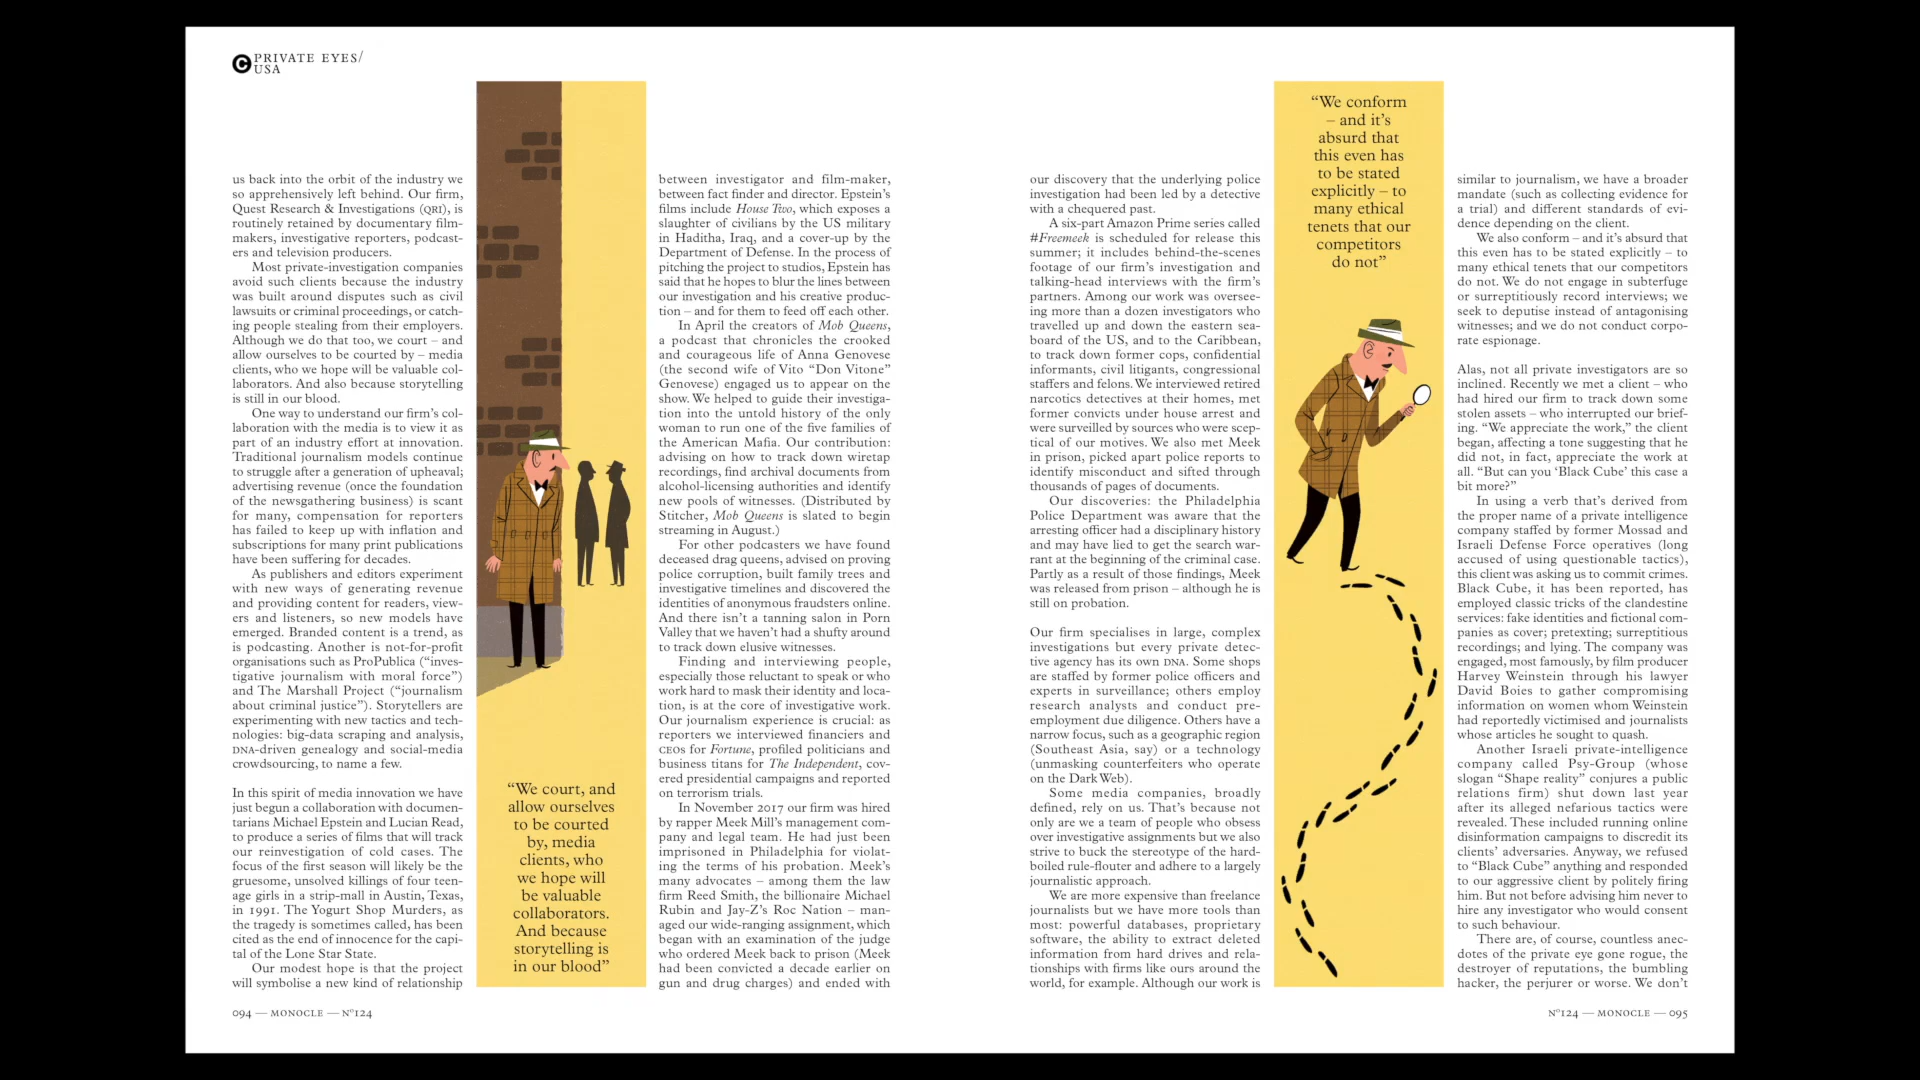 C PRIVATE EYES/
USA
us back into the orbit of the industry we
so apprehensively left behind. Our firm,
Quest Research & Investigations (QRI), is
routinely retained by documentary film-
makers, investigative reporters, podcast-
ers and television producers.
Most private-investigation companies
avoid such clients because the industry
was built around disputes such as civil
lawsuits or criminal proceedings, or catch-
ing people stealing from their employers.
Although we do that too, we court – and
allow ourselves to be courted by – media
clients, who we hope will be valuable col-
laborators. And also because storytelling
is still in our blood.
One way to understand our firm's col-
laboration with the media is to view it as
part of an industry effort at innovation.
Traditional journalism models continue
to struggle after a generation of upheaval;
advertising revenue (once the foundation
of the newsgathering business) is scant
for many, compensation for reporters
has failed to keep up with inflation and
subscriptions for many print publications
have been suffering for decades.
As publishers and editors experiment
with new ways of generating revenue
and providing content for readers, view-
ers and listeners, so new models have
emerged. Branded content is a trend, as
is podcasting. Another is not-for-profit
organisations such as ProPublica (“inves-
tigative journalism with moral force”)
and The Marshall Project (“journalism
about criminal justice”). Storytellers are
experimenting with new tactics and tech-
nologies: big-data scraping and analysis,
DNA-driven genealogy and social-media
crowdsourcing, to name a few.
In this spirit of media innovation we have
just begun a collaboration with documen-
tarians Michael Epstein and Lucian Read,
to produce a series of films that will track
our reinvestigation of cold cases. The
focus of the first season will likely be the
gruesome, unsolved killings of four teen-
age girls in a strip-mall in Austin, Texas,
in 1991. The Yogurt Shop Murders, as
the tragedy is sometimes called, has been
cited as the end of innocence for the capi-
tal of the Lone Star State.
Our modest hope is that the project
will symbolise a new kind of relationship
“We court, and
allow ourselves
to be courted
by, media
clients, who
we hope will
be valuable
collaborators.
And because
storytelling is
in our blood”
between investigator and film-maker,
between fact finder and director. Epstein's
films include House Two, which exposes a
slaughter of civilians by the US military
in Haditha, Iraq, and a cover-up by the
Department of Defense. In the process of
pitching the project to studios, Epstein has
said that he hopes to blur the lines between
our investigation and his creative produc-
tion – and for them to feed off each other.
In April the creators of Mob Queens,
a podcast that chronicles the crooked
and courageous life of Anna Genovese
(the second wife of Vito “Don Vitone”
Genovese) engaged us to appear on the
show. We helped to guide their investiga-
tion into the untold history of the only
woman to run one of the five families of
the American Mafia. Our contribution:
advising on how to track down wiretap
recordings, find archival documents from
alcohol-licensing authorities and identify
new pools of witnesses. (Distributed by
Stitcher, Mob Queens is slated to begin
streaming in August.)
For other podcasters we have found
deceased drag queens, advised on proving
police corruption, built family trees and
investigative timelines and discovered the
identities of anonymous fraudsters online.
And there isn't a tanning salon in Porn
Valley that we haven't had a shufty around
to track down elusive witnesses.
Finding and interviewing people,
especially those reluctant to speak or who
work hard to mask their identity and loca-
tion, is at the core of investigative work.
Our journalism experience is crucial: as
reporters we interviewed financiers and
CEOs for Fortune, profiled politicians and
business titans for The Independent, cov-
ered presidential campaigns and reported
on terrorism trials.
In November 2017 our firm was hired
by rapper Meek Mill's management com-
pany and legal team. He had just been
imprisoned in Philadelphia for violat-
ing the terms of his probation. Meek's
many advocates – among them the law
firm Reed Smith, the billionaire Michael
Rubin and Jay-Z's Roc Nation – man-
aged our wide-ranging assignment, which
began with an examination of the judge
who ordered Meek back to prison (Meek
had been convicted a decade earlier on
gun and drug charges) and ended with
our discovery that the underlying police
investigation had been led by a detective
with a chequered past.
A six-part Amazon Prime series called
#Freemeek is scheduled for release this
summer; it includes behind-the-scenes
footage of our firm's investigation and
talking-head interviews with the firm's
partners. Among our work was oversee-
ing more than a dozen investigators who
travelled up and down the eastern sea-
board of the US, and to the Caribbean,
to track down former cops, confidential
informants, civil litigants, congressional
staffers and felons. We interviewed retired
narcotics detectives at their homes, met
former convicts under house arrest and
were surveilled by sources who were scep-
tical of our motives. We also met Meek
in prison, picked apart police reports to
identify misconduct and sifted through
thousands of pages of documents.
Our discoveries: the Philadelphia
Police Department was aware that the
arresting officer had a disciplinary history
and may have lied to get the search war-
rant at the beginning of the criminal case.
Partly as a result of those findings, Meek
was released from prison – although he is
still on probation.
Our firm specialises in large, complex
investigations but every private detec-
tive agency has its own DNA. Some shops
are staffed by former police officers and
experts in surveillance; others employ
research analysts and conduct pre-
employment due diligence. Others have a
narrow focus, such as a geographic region
(Southeast Asia, say) or a technology
(unmasking counterfeiters who operate
on the Dark Web).
Some media companies, broadly
defined, rely on us. That's because not
only are we a team of people who obsess
over investigative assignments but we also
strive to buck the stereotype of the hard-
boiled rule-flouter and adhere to a largely
journalistic approach.
We are more expensive than freelance
journalists but we have more tools than
most: powerful databases, proprietary
software, the ability to extract deleted
information from hard drives and rela-
tionships with firms like ours around the
world, for example. Although our work is
“We conform
– and it's
absurd that
this even has
to be stated
explicitly – to
many ethical
tenets that our
competitors
do not”
similar to journalism, we have a broader
mandate (such as collecting evidence for
a trial) and different standards of evi-
dence depending on the client.
We also conform – and it's absurd that
this even has to be stated explicitly – to
many ethical tenets that our competitors
do not. We do not engage in subterfuge
or surreptitiously record interviews; we
seek to deputise instead of antagonising
witnesses; and we do not conduct corpo-
rate espionage.
Alas, not all private investigators are so
inclined. Recently we met a client – who
had hired our firm to track down some
stolen assets – who interrupted our brief-
ing. “We appreciate the work,” the client
began, affecting a tone suggesting that he
did not, in fact, appreciate the work at
all. “But can you ‘Black Cube’ this case a
bit more?”
In using a verb that's derived from
the proper name of a private intelligence
company staffed by former Mossad and
Israeli Defense Force operatives (long
accused of using questionable tactics),
this client was asking us to commit crimes.
Black Cube, it has been reported, has
employed classic tricks of the clandestine
services: fake identities and fictional com-
panies as cover; pretexting; surreptitious
recordings; and lying. The company was
engaged, most famously, by film producer
Harvey Weinstein through his lawyer
David Boies to gather compromising
information on women whom Weinstein
had reportedly victimised and journalists
whose articles he sought to quash.
Another Israeli private-intelligence
company called Psy-Group (whose
slogan “Shape reality” conjures a public
relations firm) shut down last year
after its alleged nefarious tactics were
revealed. These included running online
disinformation campaigns to discredit its
clients' adversaries. Anyway, we refused
to “Black Cube” anything and responded
to our aggressive client by politely firing
him. But not before advising him never to
hire any investigator who would consent
to such behaviour.
There are, of course, countless anec-
dotes of the private eye gone rogue, the
destroyer of reputations, the bumbling
hacker, the perjurer or worse. We don't
094 — MONOCLE — Nº124
Nº124 — MONOCLE — 095